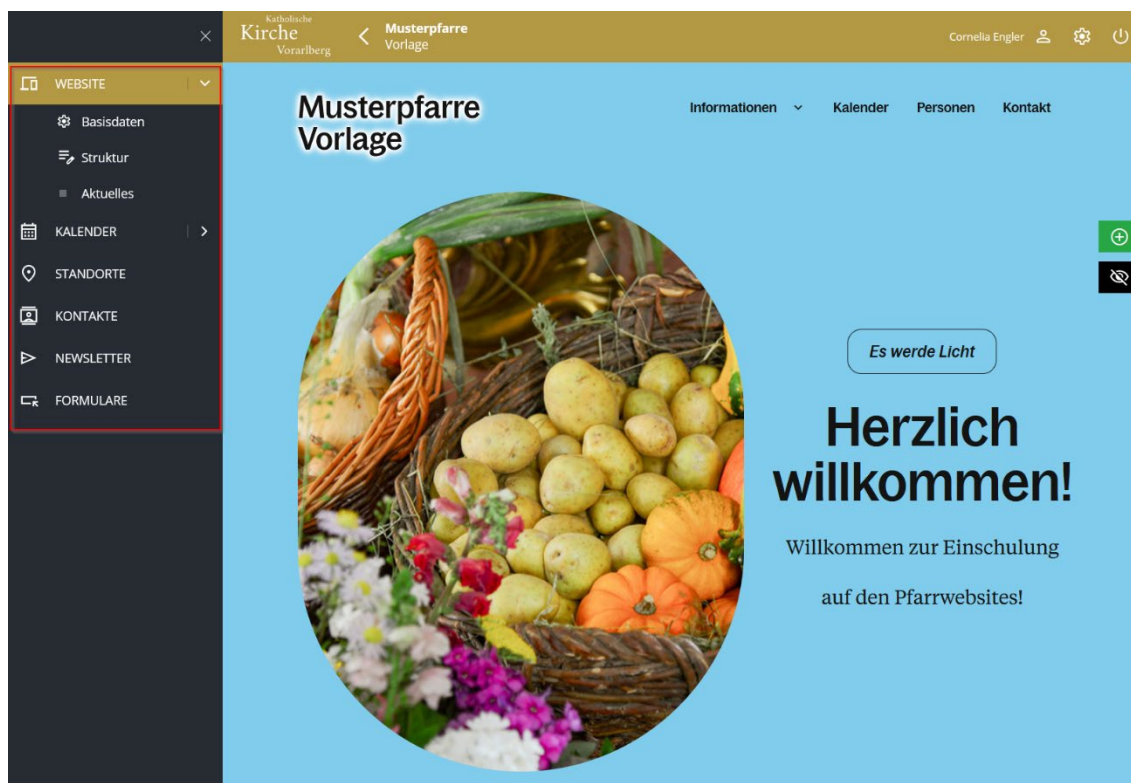 Katholische
Kirche
Vorarlberg
Musterpfarre
Vorlage
Cornelia Engler
WEBSITE
Basisdaten
Struktur
Aktuelles
KALENDER
STANDORTE
KONTAKTE
NEWSLETTER
FORMULARE
Musterpfarre
Vorlage
Informationen Kalender Personen Kontakt
Es werde Licht
Herzlich
willkommen!
Willkommen zur Einschulung
auf den Pfarrwebsites!